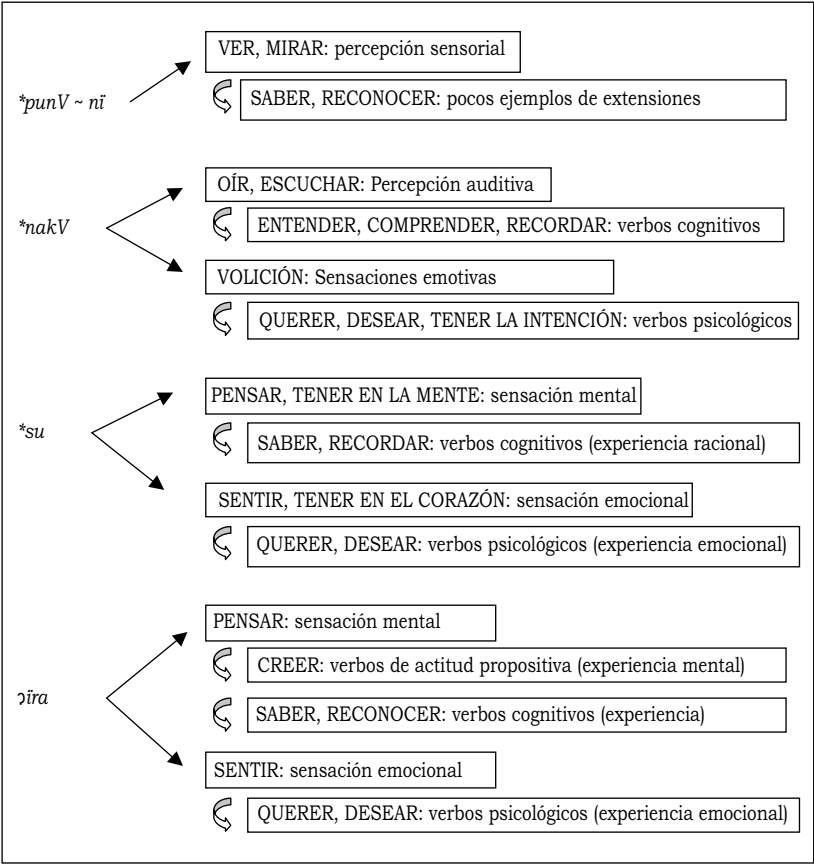 VER, MIRAR: percepción sensorial
*punV ~ nï
SABER, RECONOCER: pocos ejemplos de extensiones
OÍR, ESCUCHAR: Percepción auditiva
*nakV
ENTENDER, COMPRENDER, RECORDAR: verbos cognitivos
VOLICIÓN: Sensaciones emotivas
QUERER, DESEAR, TENER LA INTENCIÓN: verbos psicológicos
PENSAR, TENER EN LA MENTE: sensación mental
*su
SABER, RECORDAR: verbos cognitivos (experiencia racional)
SENTIR, TENER EN EL CORAZÓN: sensación emocional
QUERER, DESEAR: verbos psicológicos (experiencia emocional)
PENSAR: sensación mental
CREER: verbos de actitud propositiva (experiencia mental)
ɔïra
SABER, RECONOCER: verbos cognitivos (experiencia)
SENTIR: sensación emocional
QUERER, DESEAR: verbos psicológicos (experiencia emocional)